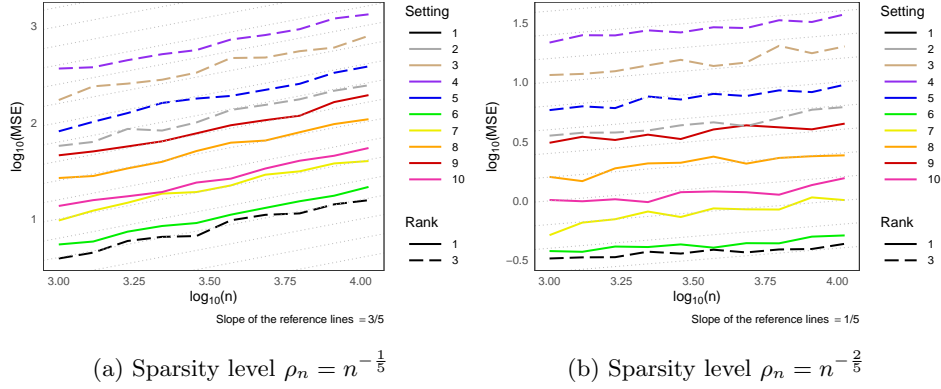 log10(MSE)
3
2
1
3.00 3.25 3.50 3.75 4.00
log10(n)
Slope of the reference lines = 3/5
Setting
1
2
3
4
5
6
7
8
9
10
Rank
1
3
(a) Sparsity level ρn = n^{-1/5}
log10(MSE)
1.5
1.0
0.5
0.0
−0.5
3.00 3.25 3.50 3.75 4.00
log10(n)
Slope of the reference lines = 1/5
Setting
1
2
3
4
5
6
7
8
9
10
Rank
1
3
(b) Sparsity level ρn = n^{-2/5}